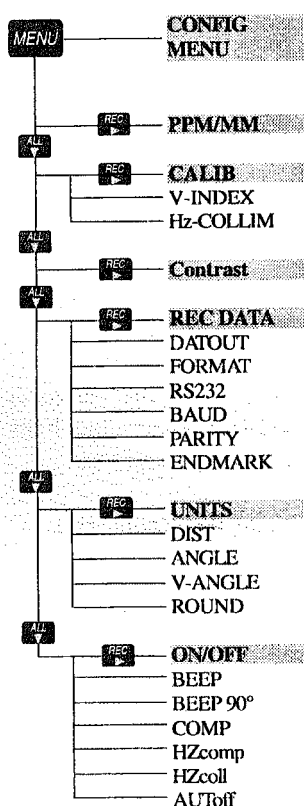 MENU CONFIG
MENU
REC PPM/MM
ALL
REC CALIB
V-INDEX
Hz-COLLIM
ALL
REC Contrast
ALL
REC REC DATA
DATOUT
FORMAT
RS232
BAUD
PARITY
ENDMARK
ALL
REC UNITS
DIST
ANGLE
V-ANGLE
ROUND
ALL
REC ON/OFF
BEEP
BEEP 90°
COMP
HZcomp
HZcoll
AUToff